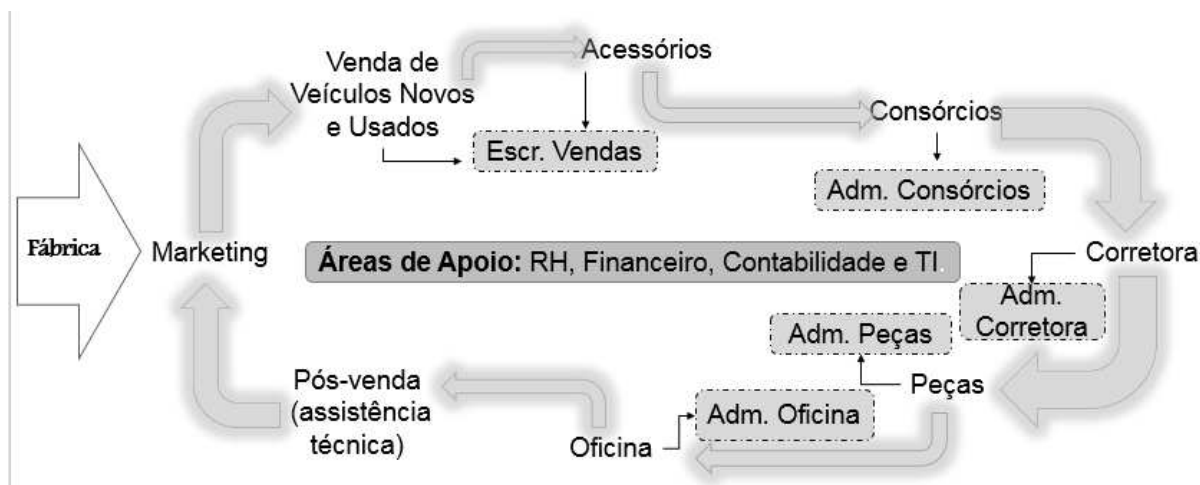 Fábrica
Marketing
Venda de
Veículos Novos
e Usados
Acessórios
Escr. Vendas
Consórcios
Adm. Consórcios
Corretora
Adm.
Corretora
Áreas de Apoio: RH, Financeiro, Contabilidade e TI.
Adm. Peças
Peças
Adm. Oficina
Oficina
Pós-venda
(assistência
técnica)